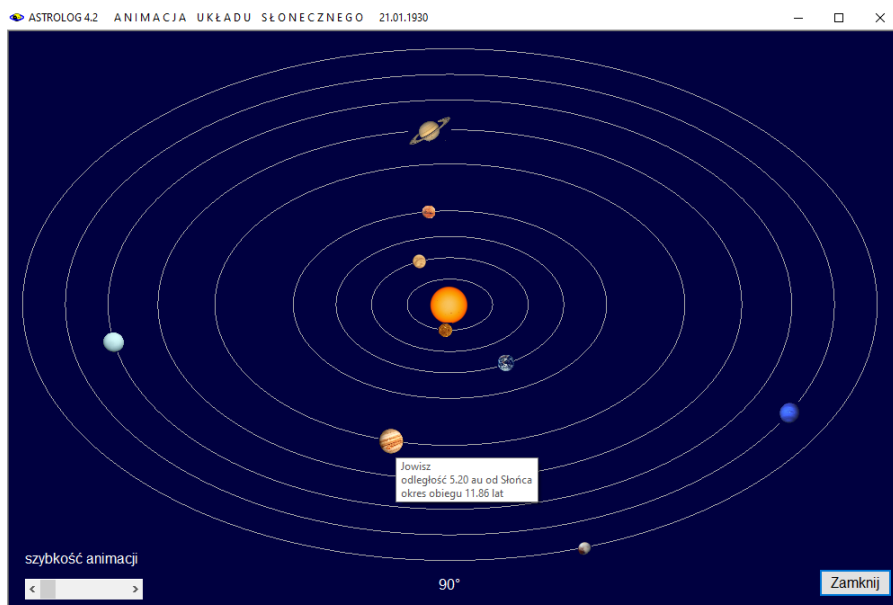 ASTROLOG 4.2 ANIMACJA UKŁADU SŁONECZNEGO 21.01.1930
Jowisz
odległość 5.20 au od Słońca
okres obiegu 11.86 lat
szybkość animacji
90°
Zamknij